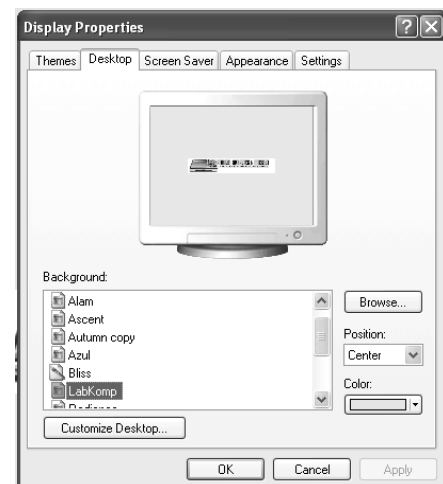 Display Properties
Themes Desktop Screen Saver Appearance Settings
Background:
Alam
Ascent
Autumn copy
Azul
Bliss
LabKomp
Browse...
Position:
Center
Color:
Customize Desktop...
OK Cancel Apply